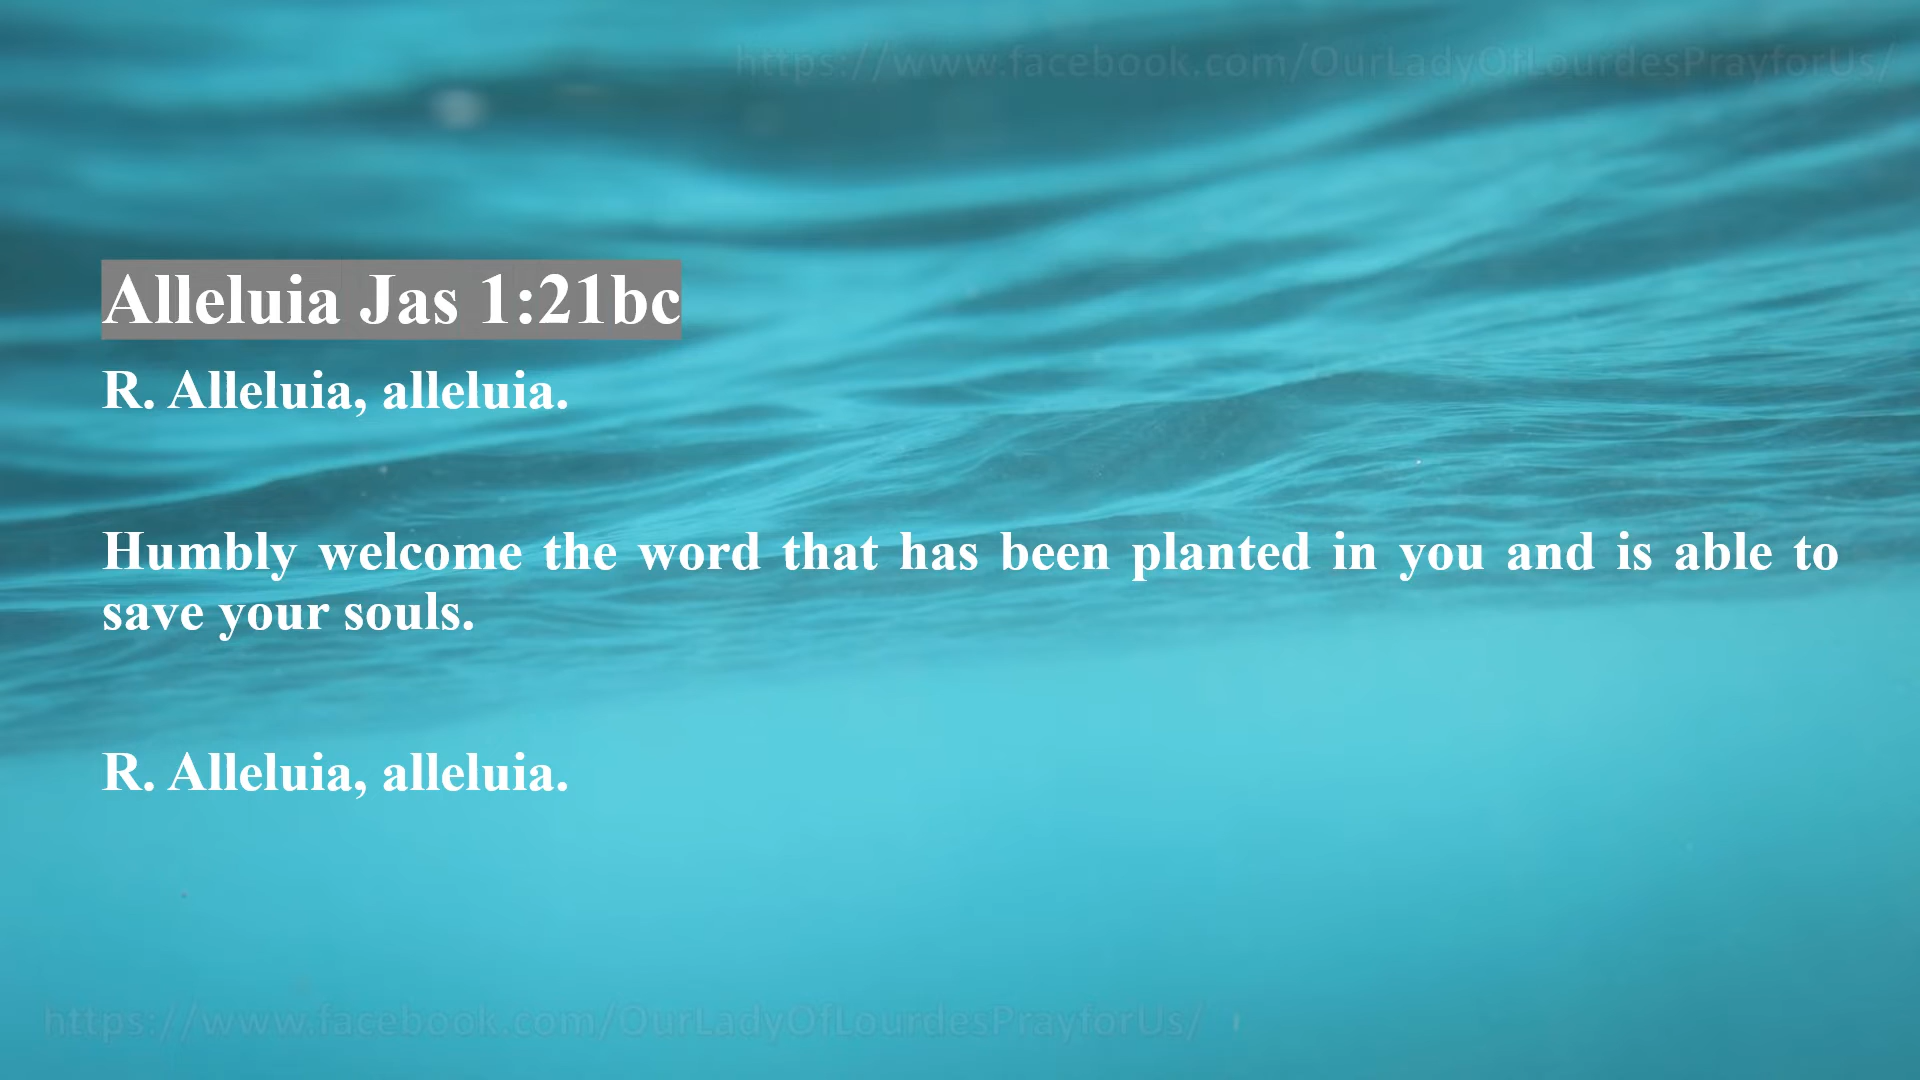 https://www.facebook.com/OurLadyOfLourdesPrayforUs/
Alleluia Jas 1:21bc
R. Alleluia, alleluia.
Humbly welcome the word that has been planted in you and is able to
save your souls.
R. Alleluia, alleluia.
https://www.facebook.com/OurLadyOfLourdesPrayforUs/